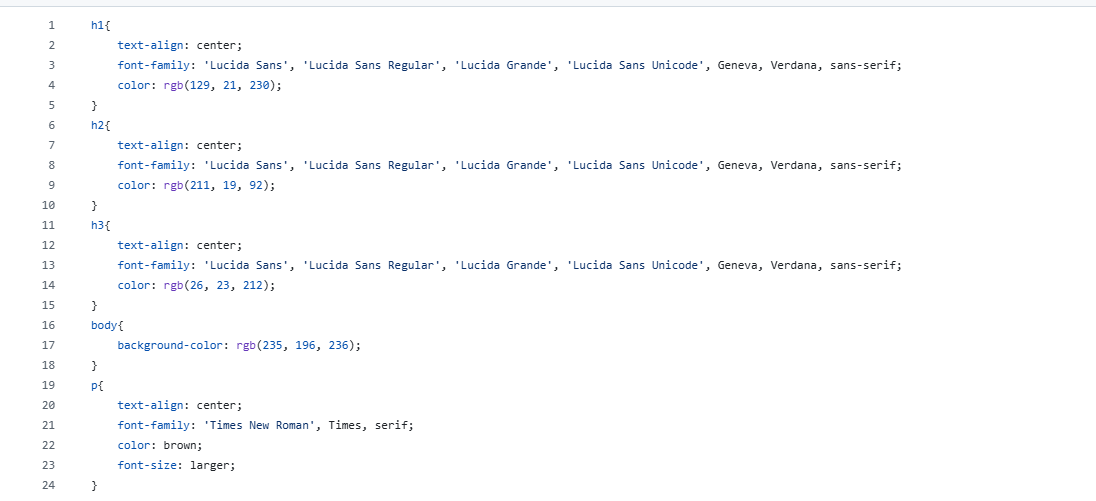 1 h1{
2 text-align: center;
3 font-family: 'Lucida Sans', 'Lucida Sans Regular', 'Lucida Grande', 'Lucida Sans Unicode', Geneva, Verdana, sans-serif;
4 color: rgb(129, 21, 230);
5 }
6 h2{
7 text-align: center;
8 font-family: 'Lucida Sans', 'Lucida Sans Regular', 'Lucida Grande', 'Lucida Sans Unicode', Geneva, Verdana, sans-serif;
9 color: rgb(211, 19, 92);
10 }
11 h3{
12 text-align: center;
13 font-family: 'Lucida Sans', 'Lucida Sans Regular', 'Lucida Grande', 'Lucida Sans Unicode', Geneva, Verdana, sans-serif;
14 color: rgb(26, 23, 212);
15 }
16 body{
17 background-color: rgb(235, 196, 236);
18 }
19 p{
20 text-align: center;
21 font-family: 'Times New Roman', Times, serif;
22 color: brown;
23 font-size: larger;
24 }